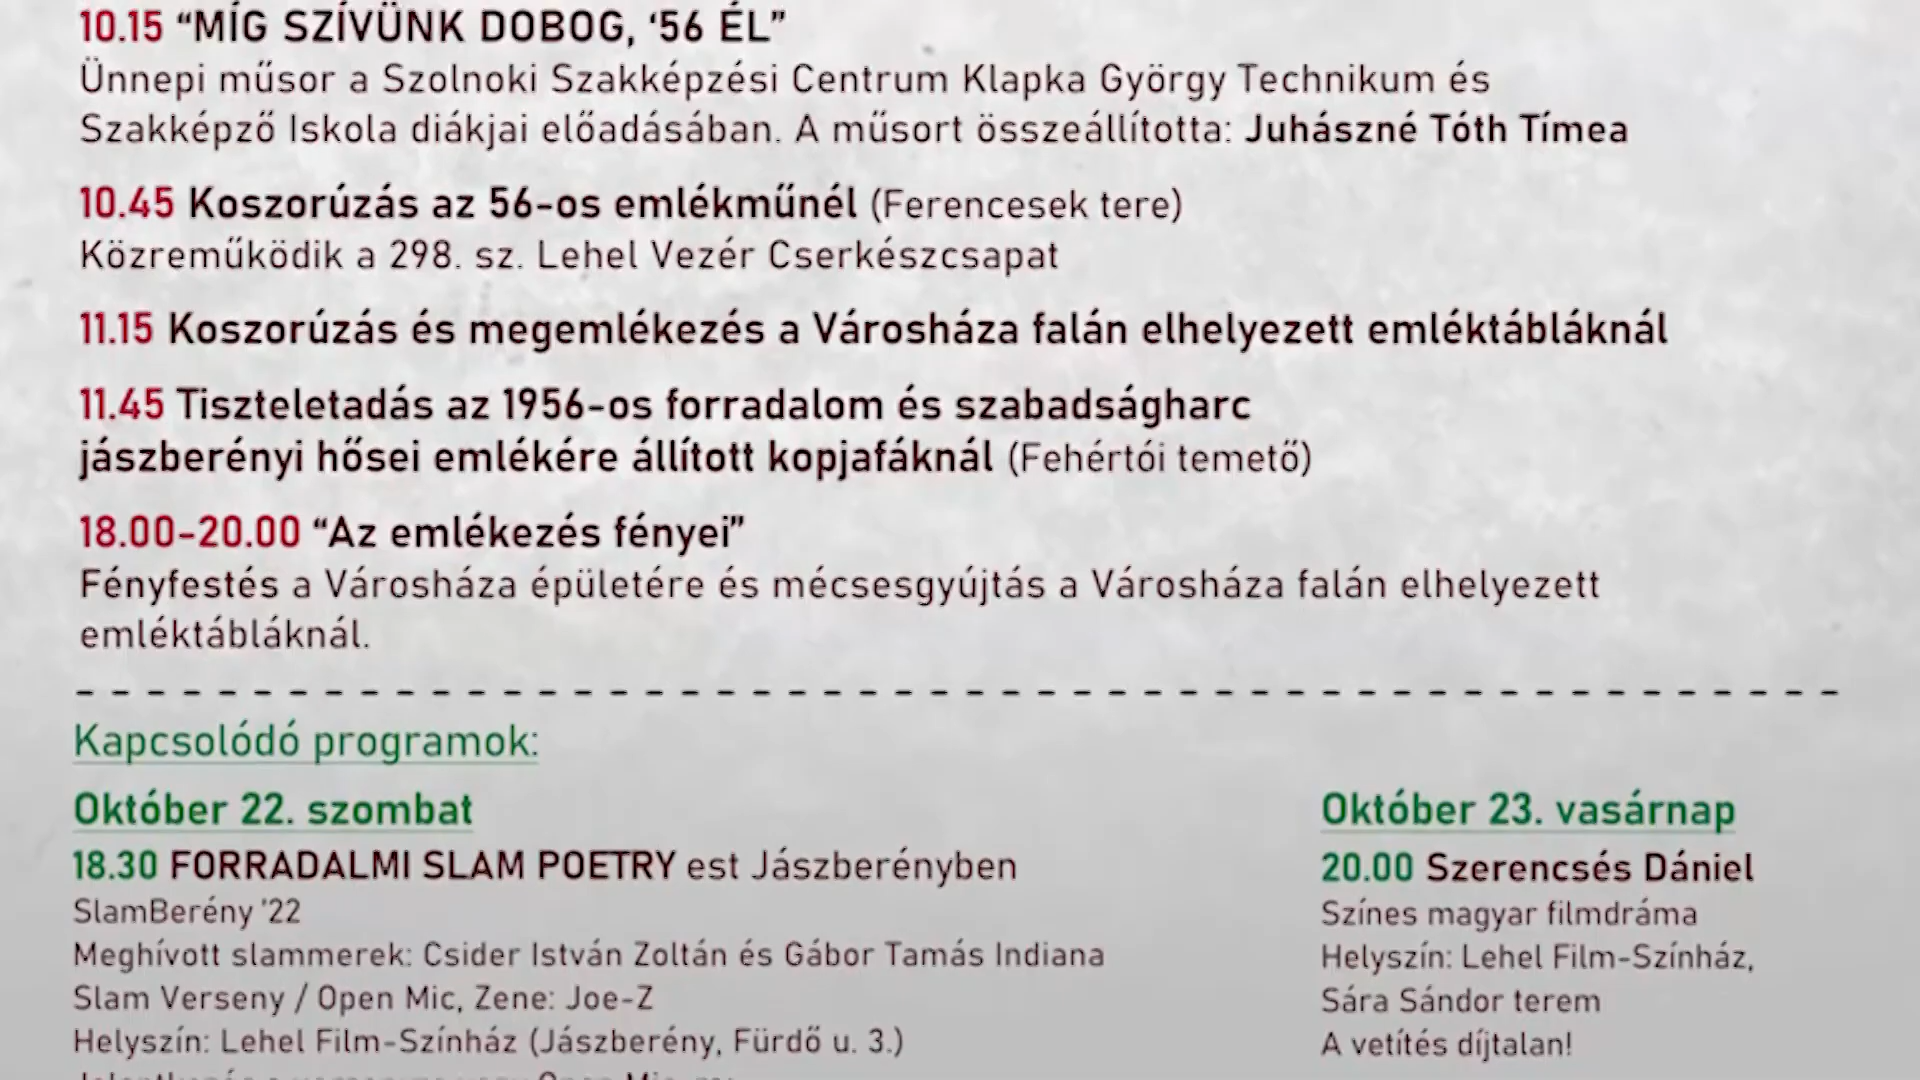 10.15 “MÍG SZÍVÜNK DOBOG, ‘56 ÉL”
Ünnepi műsor a Szolnoki Szakképzési Centrum Klapka György Technikum és
Szakképző Iskola diákjai előadásában. A műsort összeállította: Juhászné Tóth Tímea
10.45 Koszorúzás az 56-os emlékműnél (Ferencesek tere)
Közreműködik a 298. sz. Lehel Vezér Cserkészcsapat
11.15 Koszorúzás és megemlékezés a Városháza falán elhelyezett emléktábláknál
11.45 Tiszteletadás az 1956-os forradalom és szabadságharc
jászberényi hősei emlékére állított kopjafáknál (Fehértói temető)
18.00-20.00 “Az emlékezés fényei”
Fényfestés a Városháza épületére és mécsesgyújtás a Városháza falán elhelyezett
emléktábláknál.
Kapcsolódó programok:
Október 22. szombat
18.30 FORRADALMI SLAM POETRY est Jászberényben
SlamBerény '22
Meghívott slammerek: Csider István Zoltán és Gábor Tamás Indiana
Slam Verseny / Open Mic, Zene: Joe-Z
Helyszín: Lehel Film-Színház (Jászberény, Fürdő u. 3.)
Október 23. vasárnap
20.00 Szerencsés Dániel
Színes magyar filmdráma
Helyszín: Lehel Film-Színház,
Sára Sándor terem
A vetítés díjtalan!